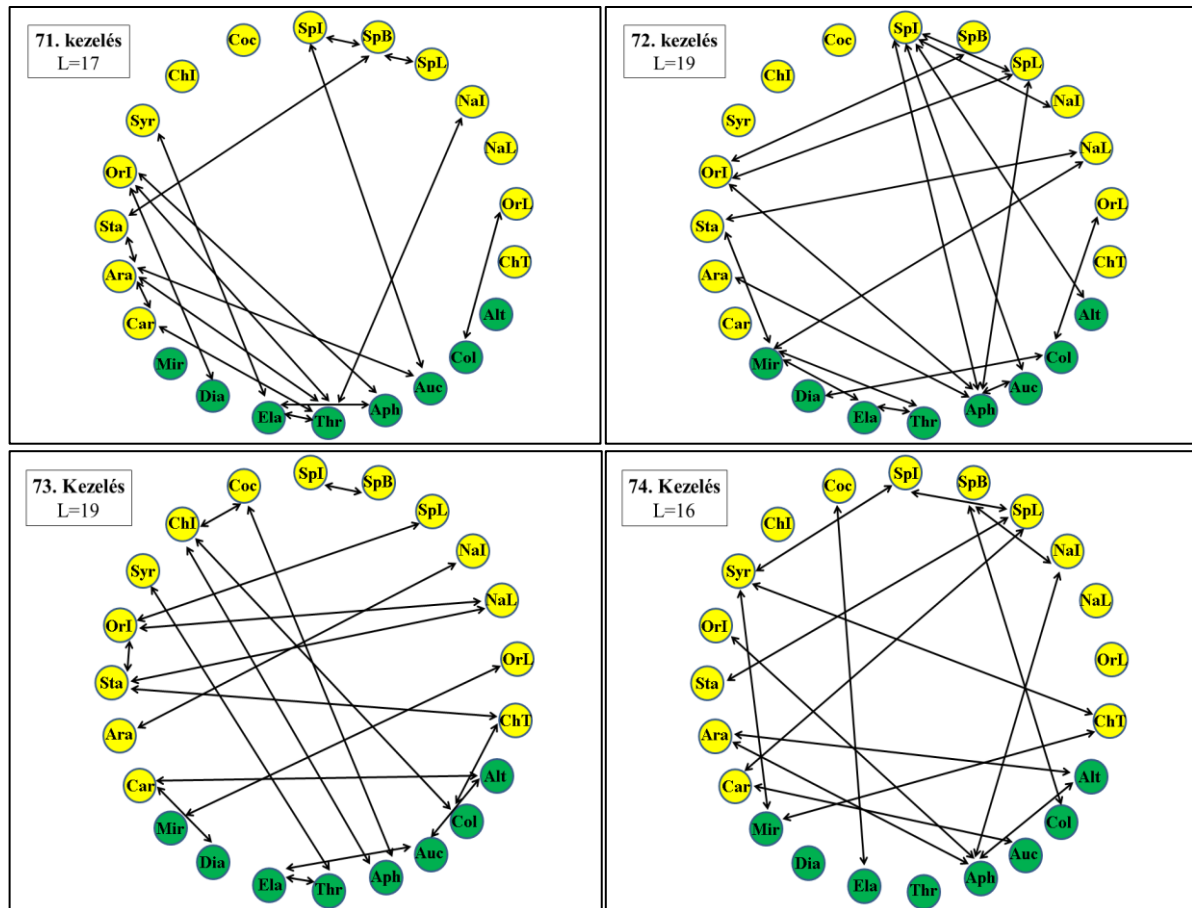 71. kezelés
L=17
Coc
SpI
SpB
SpL
NaI
NaL
OrL
ChT
Alt
Col
Auc
Aph
Thr
Ela
Dia
Mir
Car
Ara
Sta
OrI
Syr
ChI
72. kezelés
L=19
Coc
SpI
SpB
SpL
NaI
NaL
OrL
ChT
Alt
Col
Auc
Aph
Thr
Ela
Dia
Mir
Car
Ara
Sta
OrI
Syr
ChI
73. Kezelés
L=19
Coc
SpI
SpB
SpL
NaI
NaL
OrL
ChT
Alt
Col
Auc
Aph
Thr
Ela
Dia
Mir
Car
Ara
Sta
OrI
Syr
ChI
74. Kezelés
L=16
Coc
SpI
SpB
SpL
NaI
NaL
OrL
ChT
Alt
Col
Auc
Aph
Thr
Ela
Dia
Mir
Car
Ara
Sta
OrI
Syr
ChI